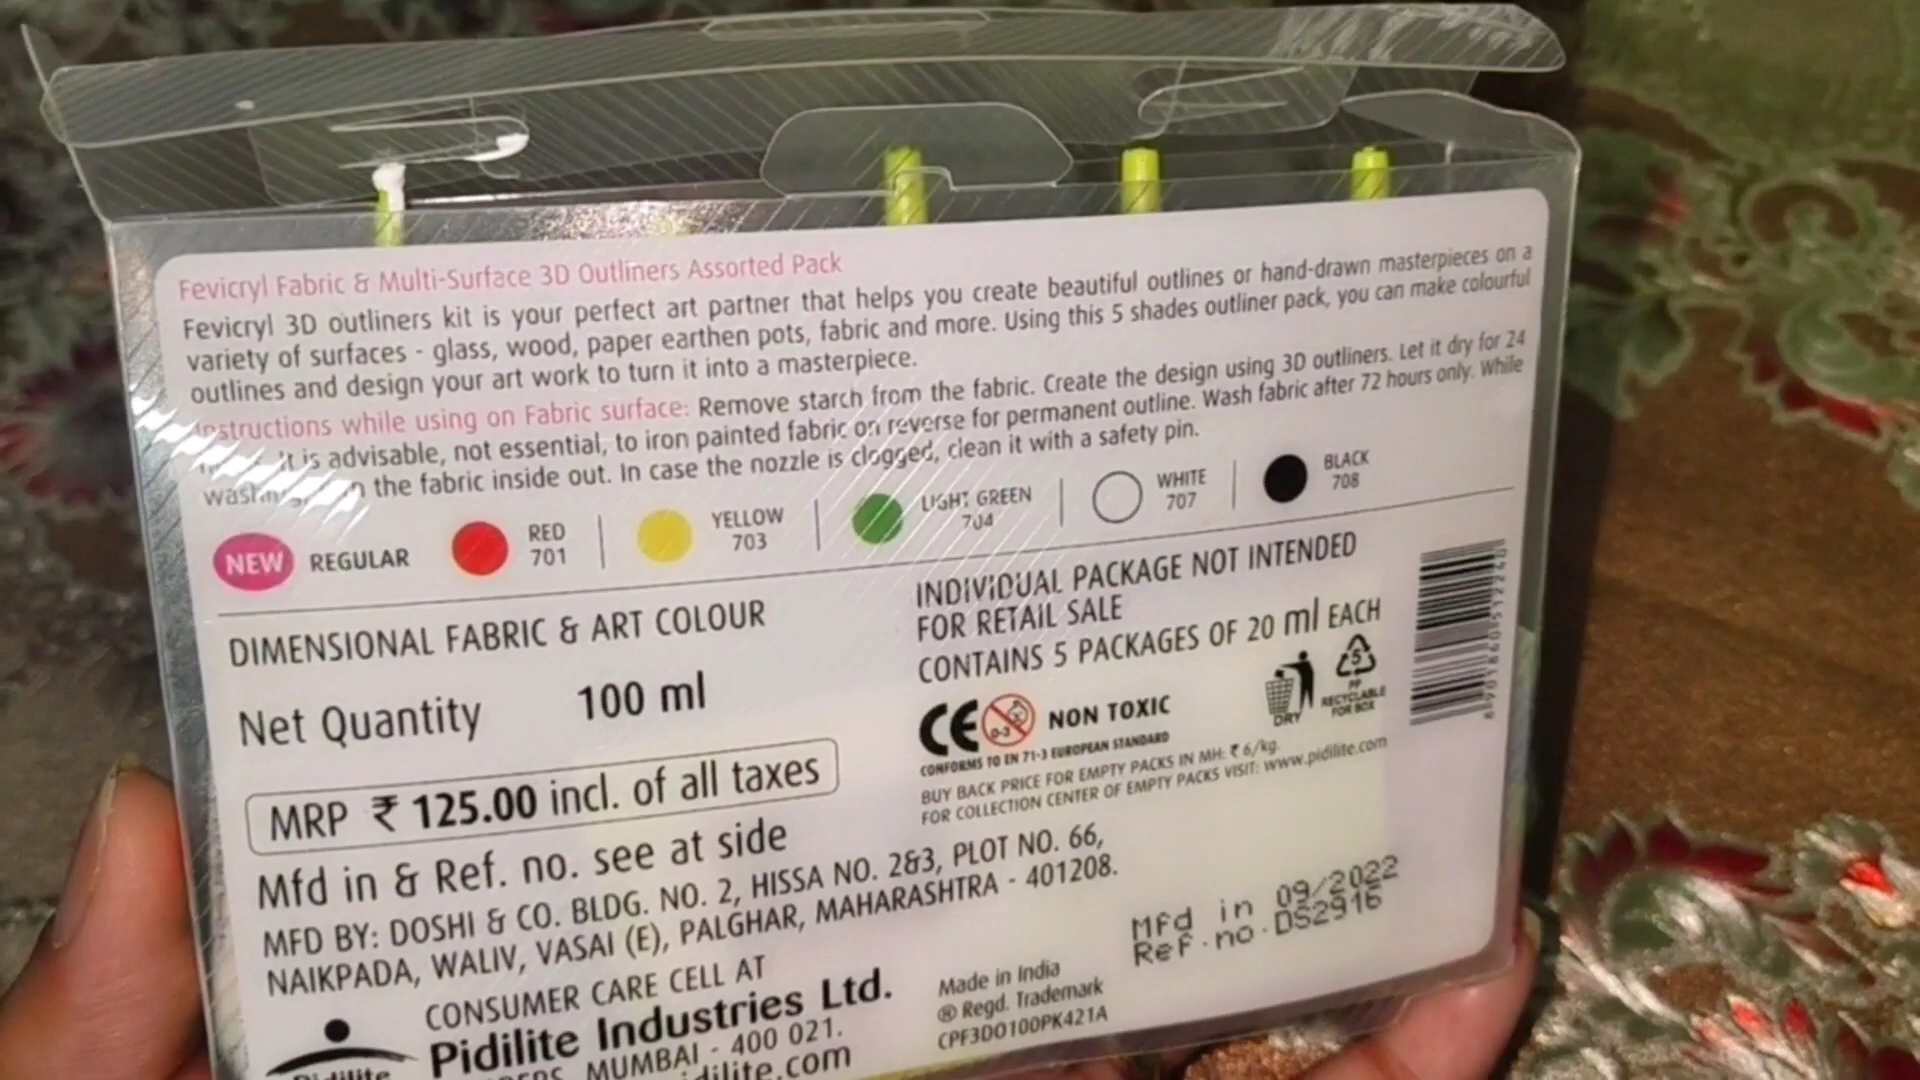 Fevicryl Fabric & Multi-Surface 3D Outliners Assorted Pack
Fevicryl 3D outliners kit is your perfect art partner that helps you create beautiful outlines or hand-drawn masterpieces on a
variety of surfaces - glass, wood, paper earthen pots, fabric and more. Using this 5 shades outliner pack, you can make colourful
outlines and design your art work to turn it into a masterpiece.
Instructions while using on Fabric surface: Remove starch from the fabric. Create the design using 3D outliners. Let it dry for 24
It is advisable, not essential, to iron painted fabric on reverse for permanent outline. Wash fabric after 72 hours only. While
the fabric inside out. In case the nozzle is clogged, clean it with a safety pin.
NEW REGULAR RED 701 YELLOW 703 LIGHT GREEN 704 WHITE 707 BLACK 708
DIMENSIONAL FABRIC & ART COLOUR
Net Quantity 100 ml
MRP ₹ 125.00 incl. of all taxes
Mfd in & Ref. no. see at side
MFD BY: DOSHI & CO. BLDG. NO. 2, HISSA NO. 2&3, PLOT NO. 66,
NAIKPADA, WALIV, VASAI (E), PALGHAR, MAHARASHTRA - 401208.
CONSUMER CARE CELL AT
Pidilite Industries Ltd.
MUMBAI - 400 021.
Pidilite
INDIVIDUAL PACKAGE NOT INTENDED
FOR RETAIL SALE
CONTAINS 5 PACKAGES OF 20 ml EACH
CE 0-3 NON TOXIC
CONFORMS TO EN 71-3 EUROPEAN STANDARD
DRY
5
PP
RECYCLABLE
FOR BOX
BUY BACK PRICE FOR EMPTY PACKS IN MH: ₹ 6/kg.
FOR COLLECTION CENTER OF EMPTY PACKS VISIT: www.pidilite.com
Mfd in 09/2022
Ref.no.DS2916
Made in India
® Regd. Trademark
CPF3DO100PK421A